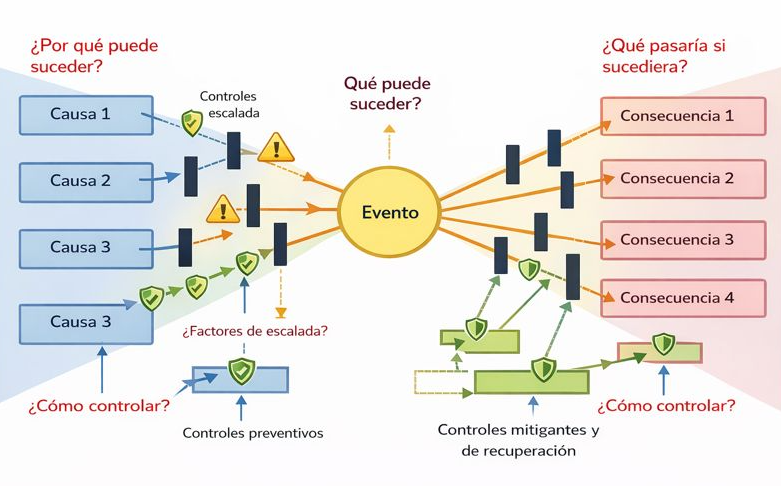 ¿Por qué puede
suceder?
Causa 1
Causa 2
Causa 3
Causa 3
Controles
escalada
¿Factores de escalada?
¿Cómo controlar?
Controles preventivos
Qué puede
suceder?
Evento
¿Qué pasaría si
sucediera?
Consecuencia 1
Consecuencia 2
Consecuencia 3
Consecuencia 4
¿Cómo controlar?
Controles mitigantes y
de recuperación